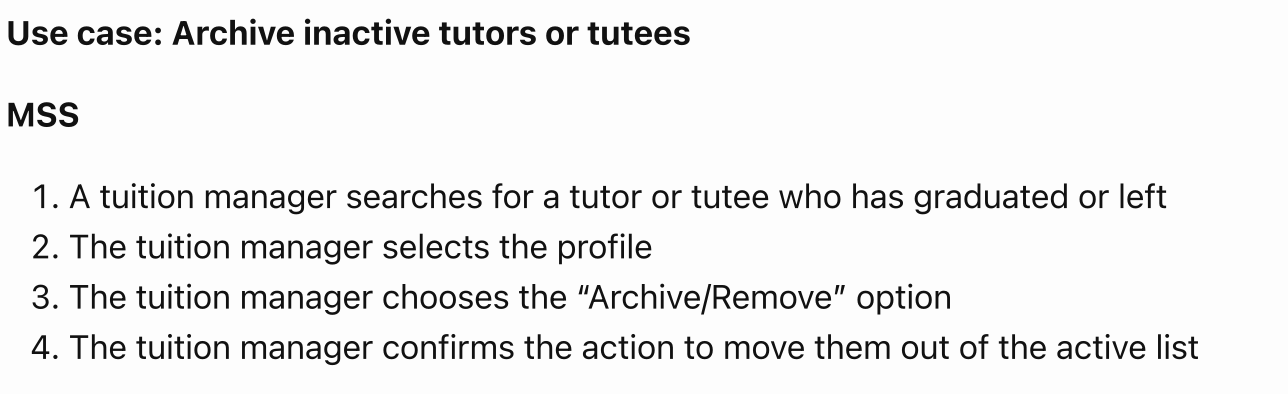 Use case: Archive inactive tutors or tutees
MSS
1. A tuition manager searches for a tutor or tutee who has graduated or left
2. The tuition manager selects the profile
3. The tuition manager chooses the “Archive/Remove” option
4. The tuition manager confirms the action to move them out of the active list